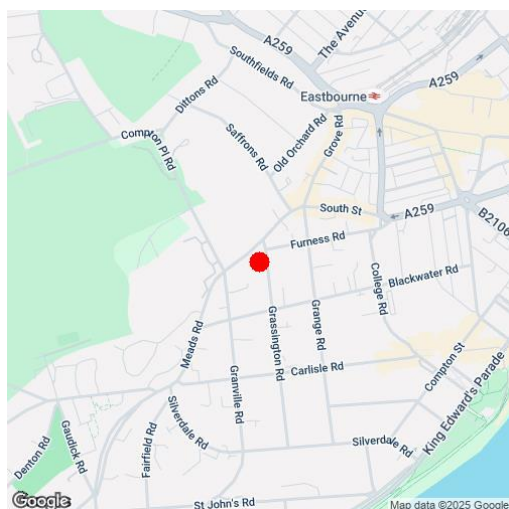 A259
The Avenue
Southfields Rd
A259
Eastbourne
Dittons Rd
Saffrons Rd
Old Orchard Rd
Grove Rd
Compton Pl Rd
South St
A259
B2106
Furness Rd
College Rd
Blackwater Rd
Meads Rd
Grassington Rd
Grange Rd
Compton St
King Edward's Parade
Carlisle Rd
Granville Rd
Silverdale Rd
Fairfield Rd
Gaudick Rd
Denton Rd
Silverdale Rd
St John's Rd
Google
Map data ©2025 Google